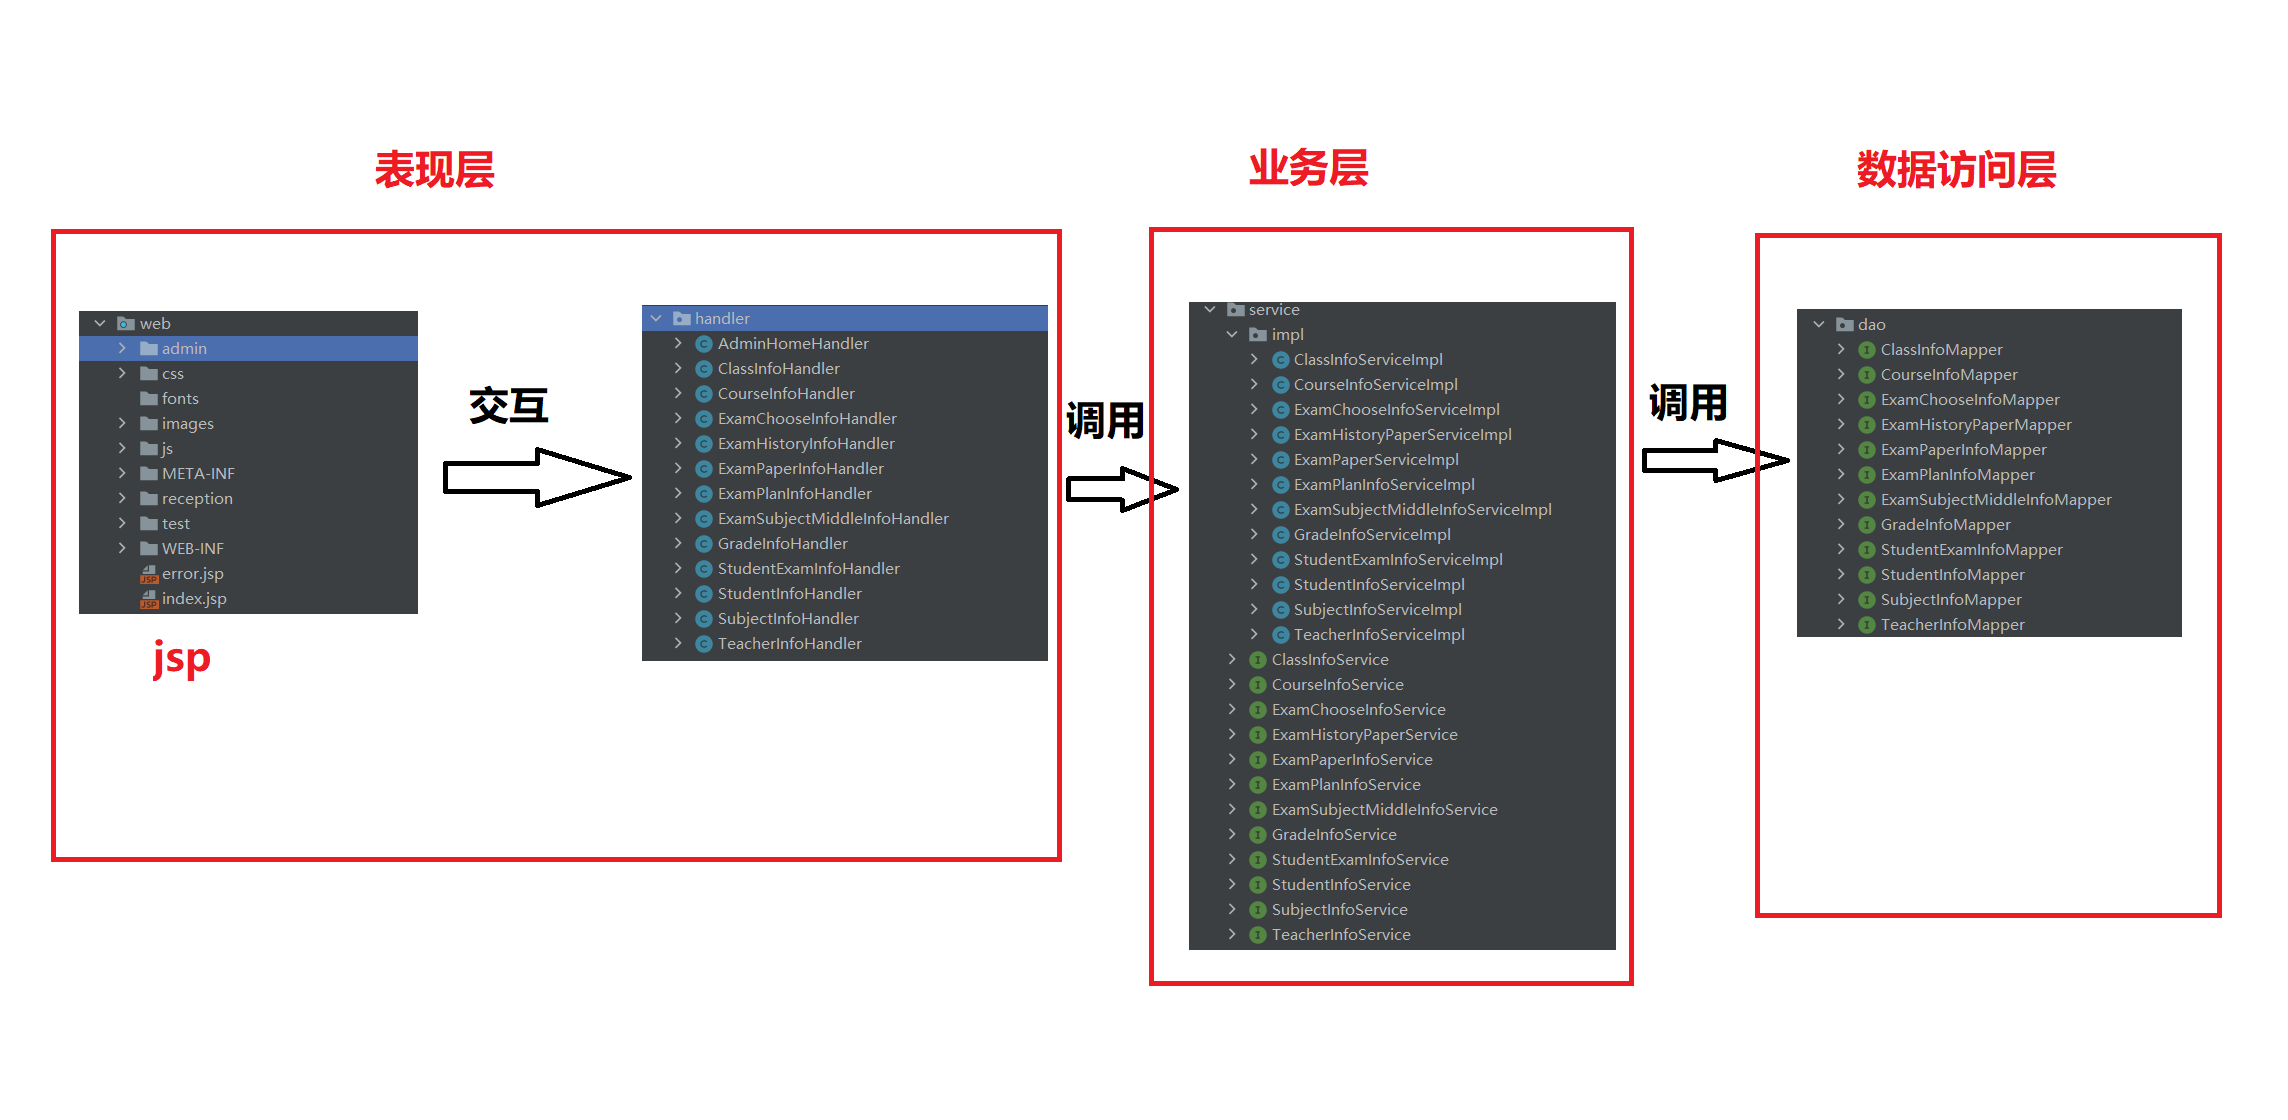 表现层
业务层
数据访问层
web
admin
css
fonts
images
js
META-INF
reception
test
WEB-INF
error.jsp
index.jsp
jsp
交互
handler
AdminHomeHandler
ClassInfoHandler
CourseInfoHandler
ExamChooseInfoHandler
ExamHistoryInfoHandler
ExamPaperInfoHandler
ExamPlanInfoHandler
ExamSubjectMiddleInfoHandler
GradeInfoHandler
StudentExamInfoHandler
StudentInfoHandler
SubjectInfoHandler
TeacherInfoHandler
调用
service
impl
ClassInfoServiceImpl
CourseInfoServiceImpl
ExamChooseInfoServiceImpl
ExamHistoryPaperServiceImpl
ExamPaperServiceImpl
ExamPlanInfoServiceImpl
ExamSubjectMiddleInfoServiceImpl
GradeInfoServiceImpl
StudentExamInfoServiceImpl
StudentInfoServiceImpl
SubjectInfoServiceImpl
TeacherInfoServiceImpl
ClassInfoService
CourseInfoService
ExamChooseInfoService
ExamHistoryPaperService
ExamPaperInfoService
ExamPlanInfoService
ExamSubjectMiddleInfoService
GradeInfoService
StudentExamInfoService
StudentInfoService
SubjectInfoService
TeacherInfoService
调用
dao
ClassInfoMapper
CourseInfoMapper
ExamChooseInfoMapper
ExamHistoryPaperMapper
ExamPaperInfoMapper
ExamPlanInfoMapper
ExamSubjectMiddleInfoMapper
GradeInfoMapper
StudentExamInfoMapper
StudentInfoMapper
SubjectInfoMapper
TeacherInfoMapper